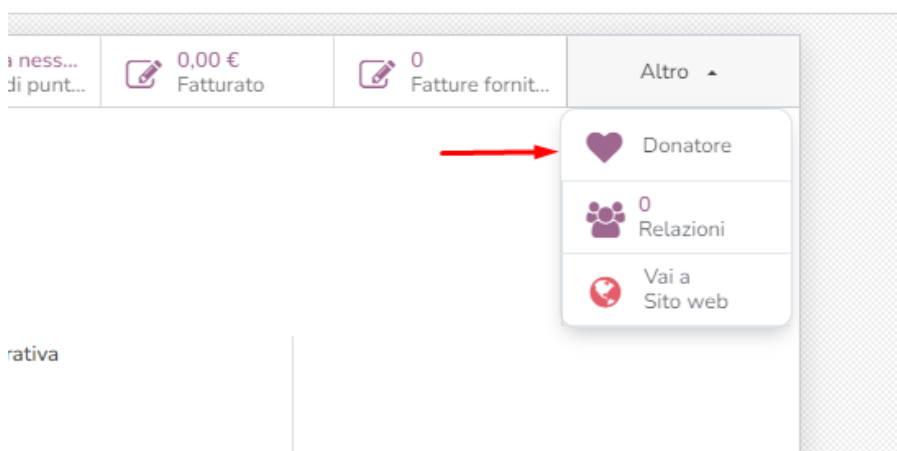 a ness...
di punt...
0,00 €
Fatturato
0
Fatture fornit...
Altro
Donatore
0
Relazioni
Vai a
Sito web
rativa